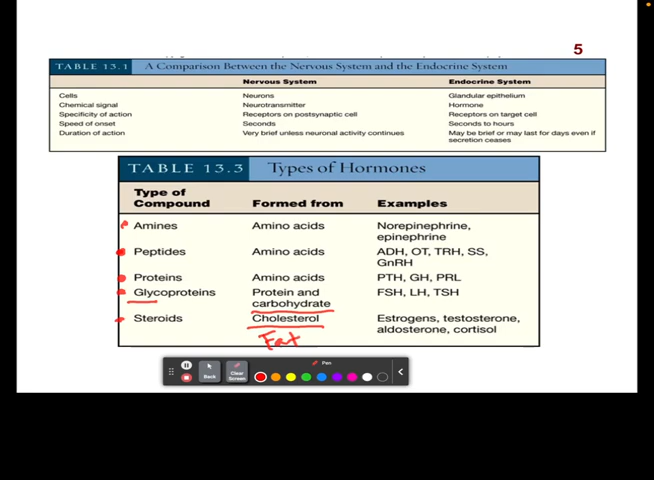 5
TABLE 13.1 A Comparison Between the Nervous System and the Endocrine System
Nervous System Endocrine System
Cells Neurons Glandular epithelium
Chemical signal Neurotransmitter Hormone
Specificity of action Receptors on postsynaptic cell Receptors on target cell
Speed of onset Seconds Seconds to hours
Duration of action Very brief unless neuronal activity continues May be brief or may last for days even if
secretion ceases
TABLE 13.3 Types of Hormones
Type of
Compound Formed from Examples
Amines Amino acids Norepinephrine,
epinephrine
Peptides Amino acids ADH, OT, TRH, SS,
GnRH
Proteins Amino acids PTH, GH, PRL
Glycoproteins Protein and FSH, LH, TSH
carbohydrate
Steroids Cholesterol Estrogens, testosterone,
aldosterone, cortisol
Fat
Pen
Back Clear
Screen